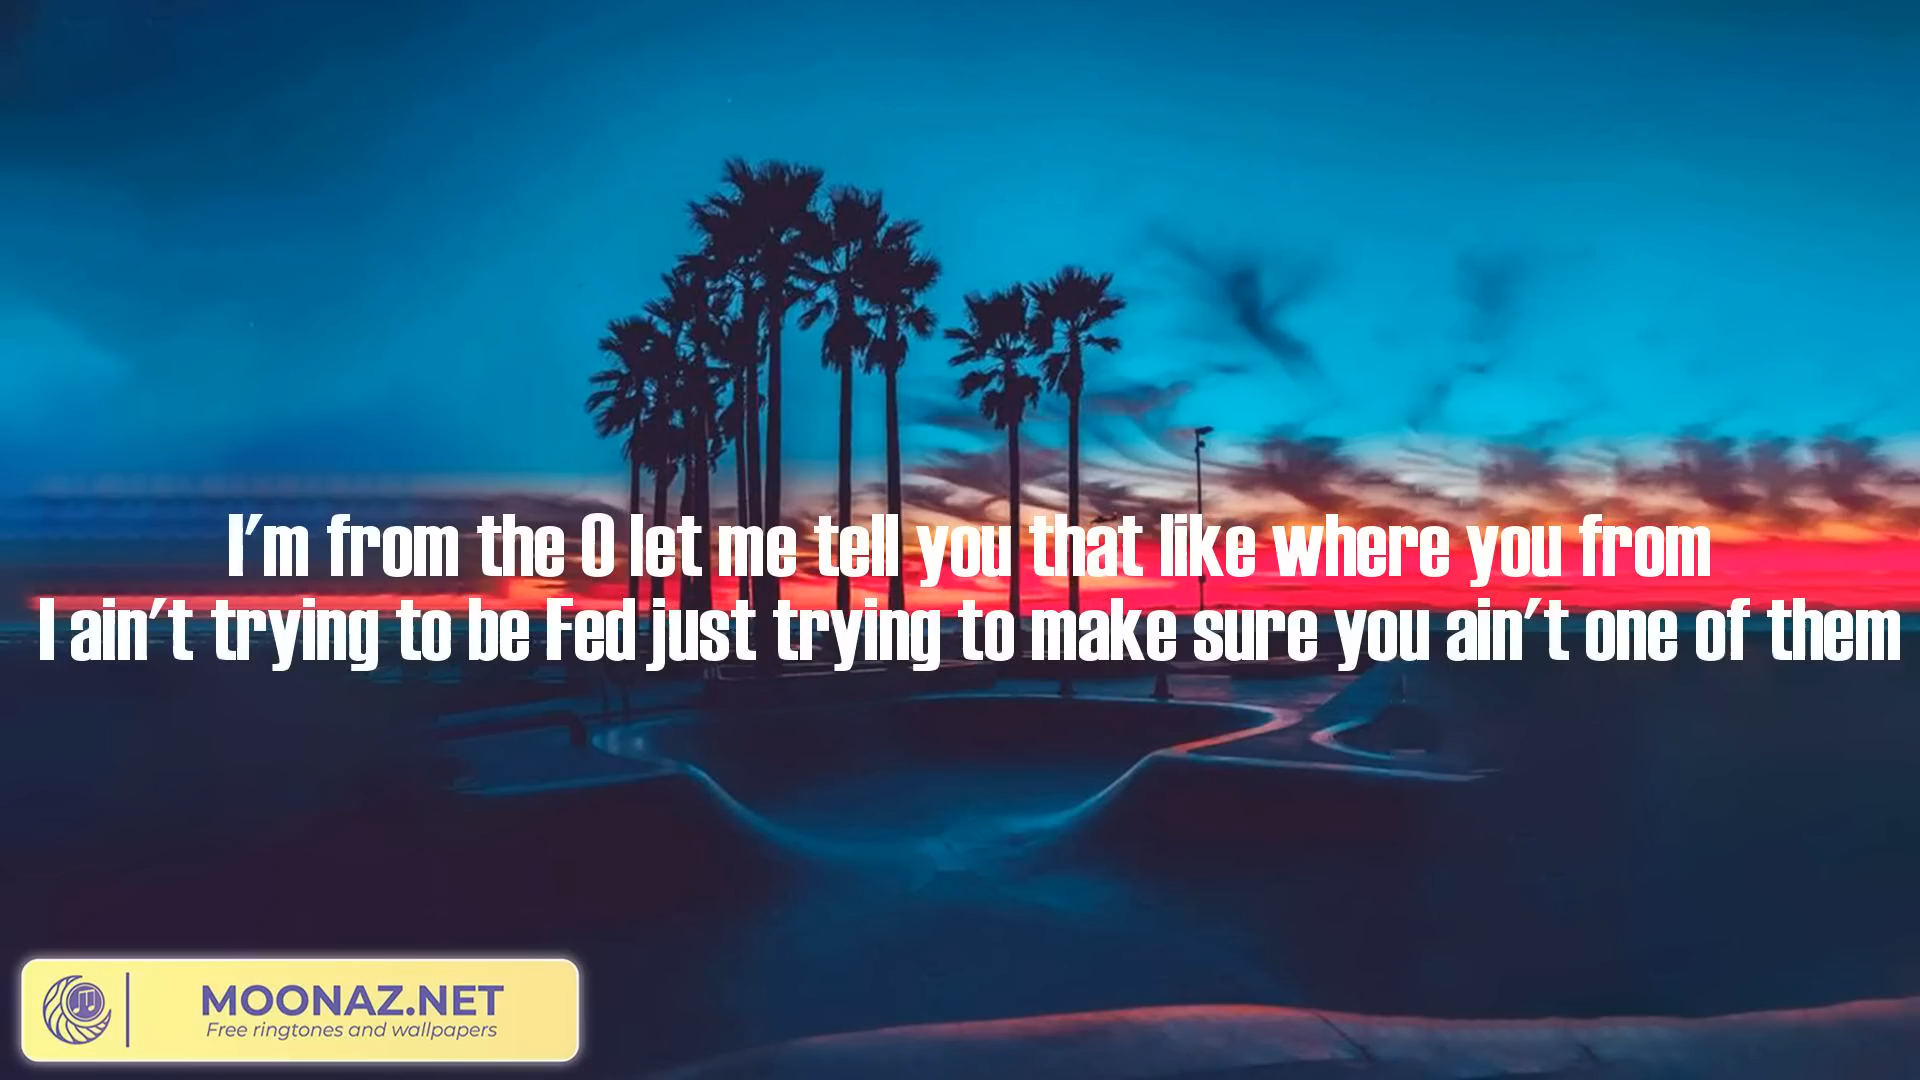 I'm from the O let me tell you that like where you from
I ain't trying to be Fed just trying to make sure you ain't one of them
MOONAZ.NET
Free ringtones and wallpapers